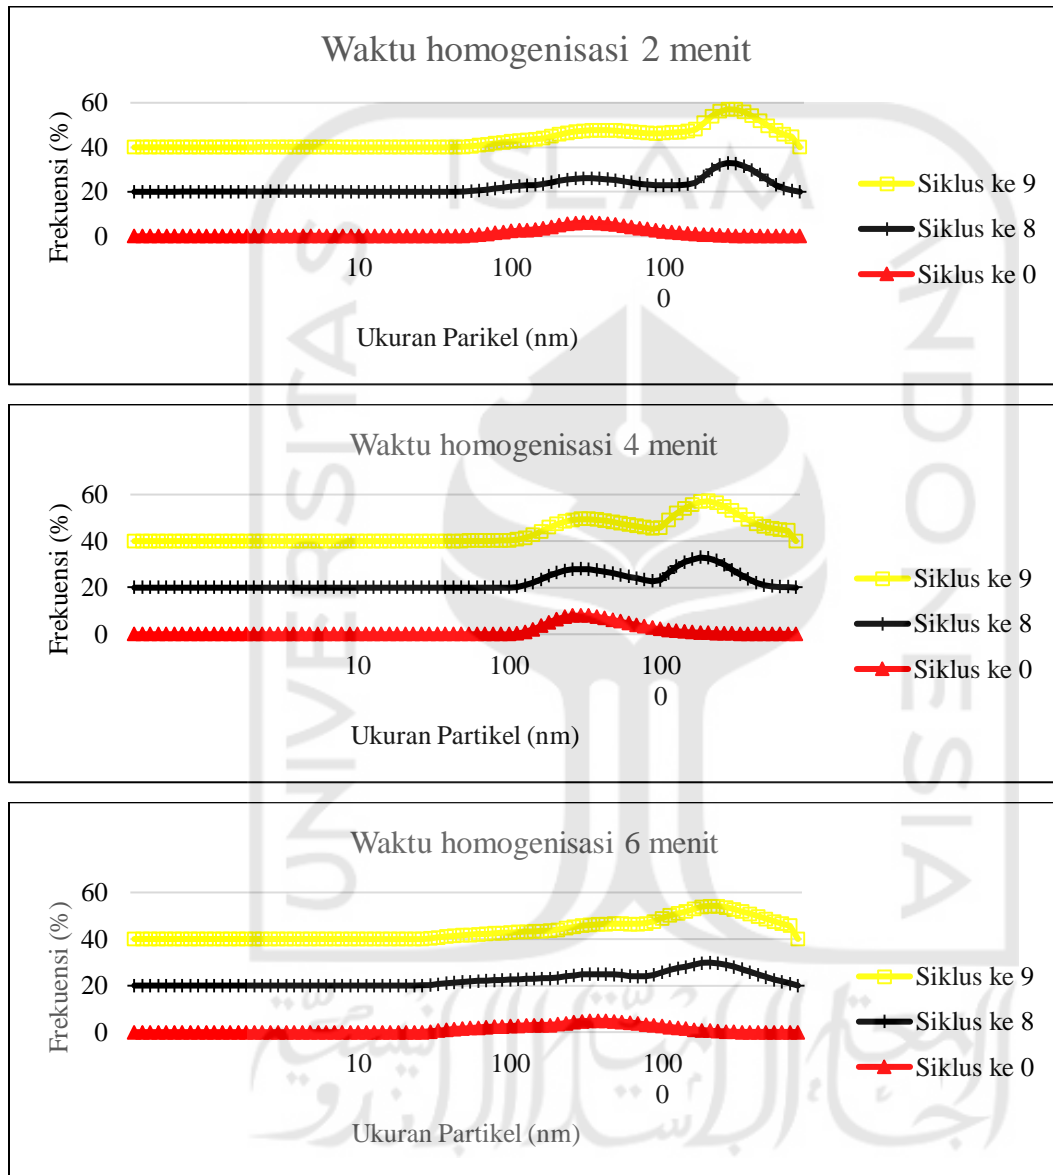 Waktu homogenisasi 2 menit
60
40
20
0
Frekuensi (%)
10
100
100
0
Ukuran Parikel (nm)
Siklus ke 9
Siklus ke 8
Siklus ke 0
Waktu homogenisasi 4 menit
60
40
20
0
Frekuensi (%)
10
100
100
0
Ukuran Partikel (nm)
Siklus ke 9
Siklus ke 8
Siklus ke 0
Waktu homogenisasi 6 menit
60
40
20
0
Frekuensi (%)
10
100
100
0
Ukuran Partikel (nm)
Siklus ke 9
Siklus ke 8
Siklus ke 0
UNIVERSITAS
ISLAM
INDONESIA